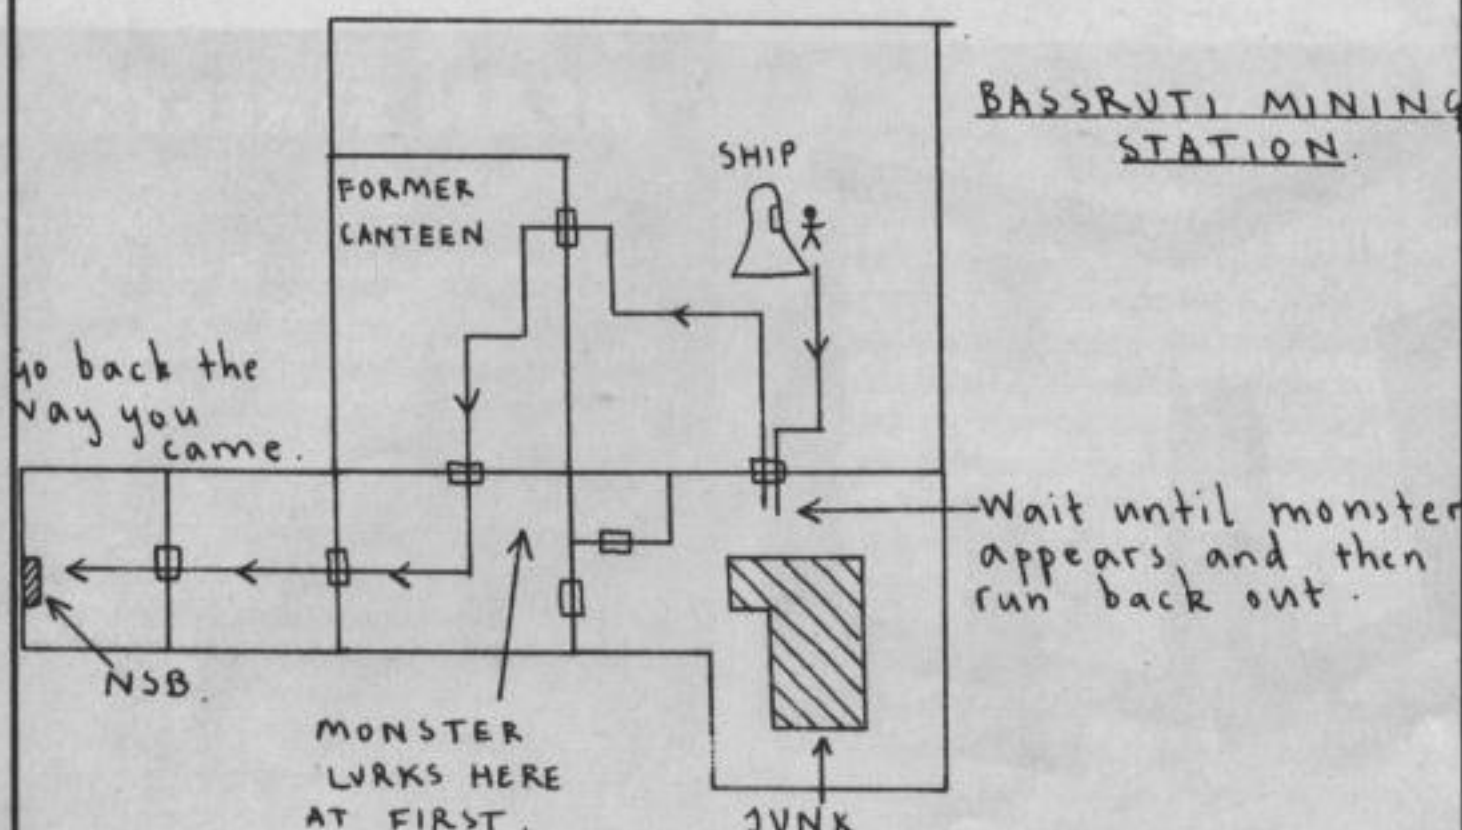 BASSRUTI MINING
STATION.
SHIP
FORMER
CANTEEN
Go back the
way you
came.
Wait until monster
appears, and then
run back out.
NSB.
MONSTER
LURKS HERE
AT FIRST.
JUNK